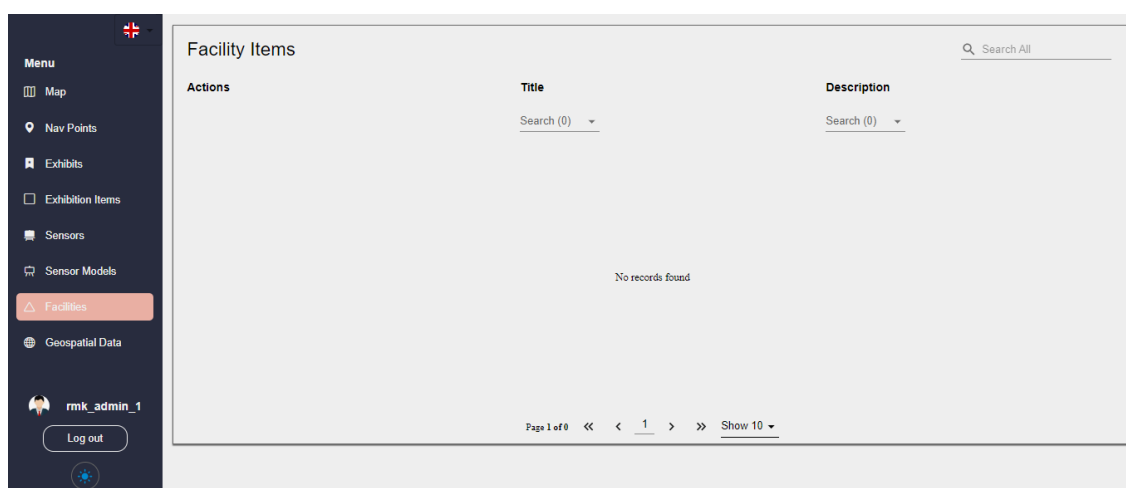 Menu
Map
Nav Points
Exhibits
Exhibition Items
Sensors
Sensor Models
Facilities
Geospatial Data
rmk_admin_1
Log out
Facility Items
Search All
Actions Title Description
Search (0) Search (0)
No records found
Page 1 of 0 1 Show 10